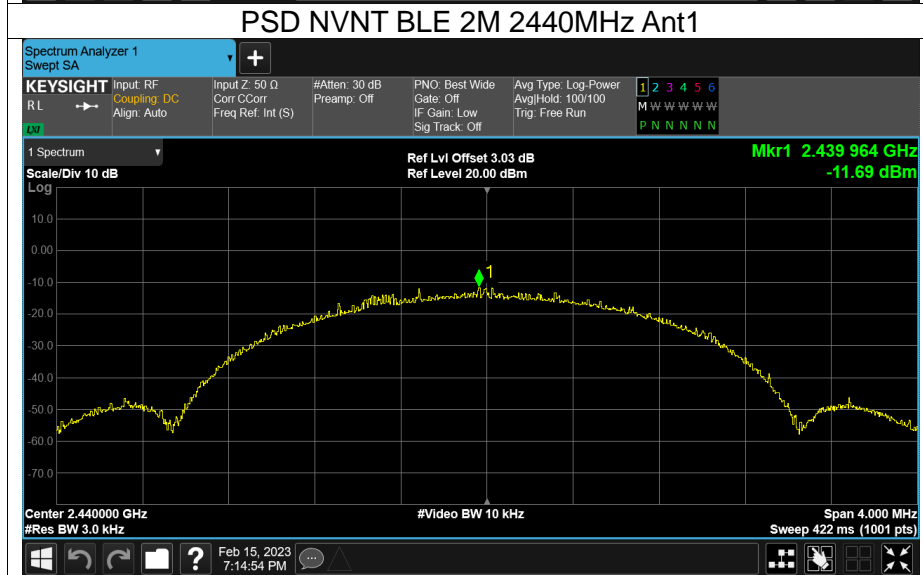 PSD NVNT BLE 2M 2440MHz Ant1
Spectrum Analyzer 1
Swept SA
+
KEYSIGHT
R L
LXI
Input: RF
Coupling: DC
Align: Auto
Input Z: 50 Ω
Corr CCorr
Freq Ref: Int (S)
#Atten: 30 dB
Preamp: Off
PNO: Best Wide
Gate: Off
IF Gain: Low
Sig Track: Off
Avg Type: Log-Power
Avg|Hold: 100/100
Trig: Free Run
1 2 3 4 5 6
M W W W W W
P N N N N N
1 Spectrum
Scale/Div 10 dB
Ref Lvl Offset 3.03 dB
Ref Level 20.00 dBm
Mkr1 2.439 964 GHz
-11.69 dBm
Log
10.0
0.00
-10.0
-20.0
-30.0
-40.0
-50.0
-60.0
-70.0
1
Center 2.440000 GHz
#Res BW 3.0 kHz
#Video BW 10 kHz
Span 4.000 MHz
Sweep 422 ms (1001 pts)
?
Feb 15, 2023
7:14:54 PM